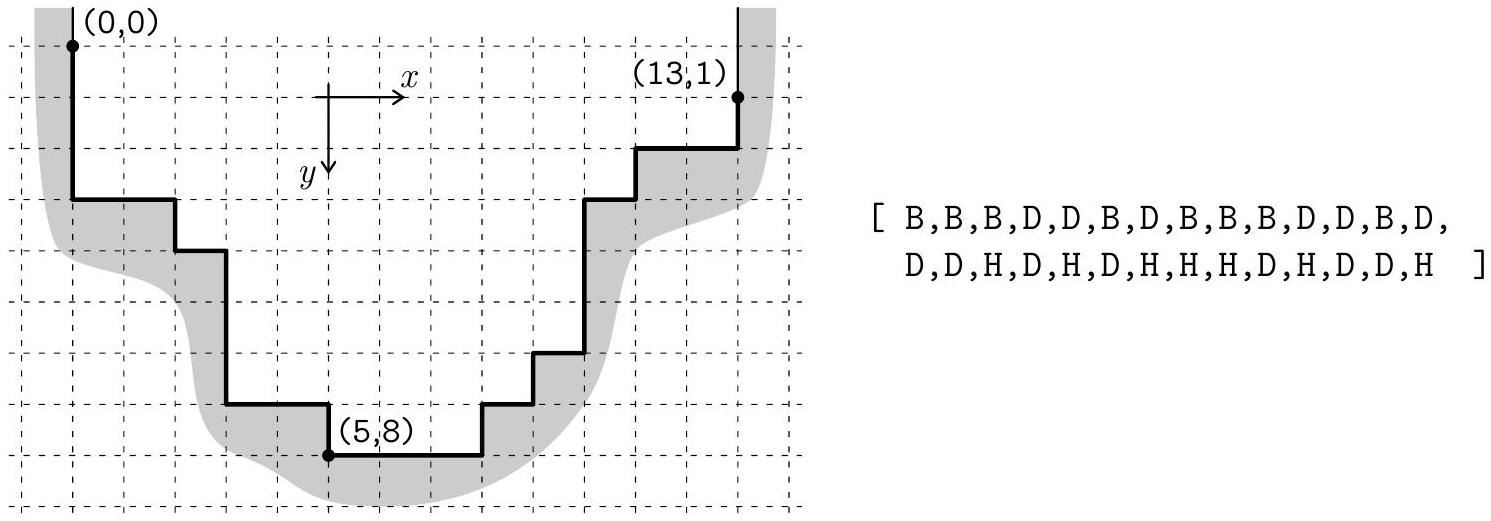 (0,0)
(13,1)
x
y
(5,8)
[ B,B,B,D,D,B,D,B,B,B,D,D,B,D,
D,D,H,D,H,D,H,H,H,D,H,D,D,H ]